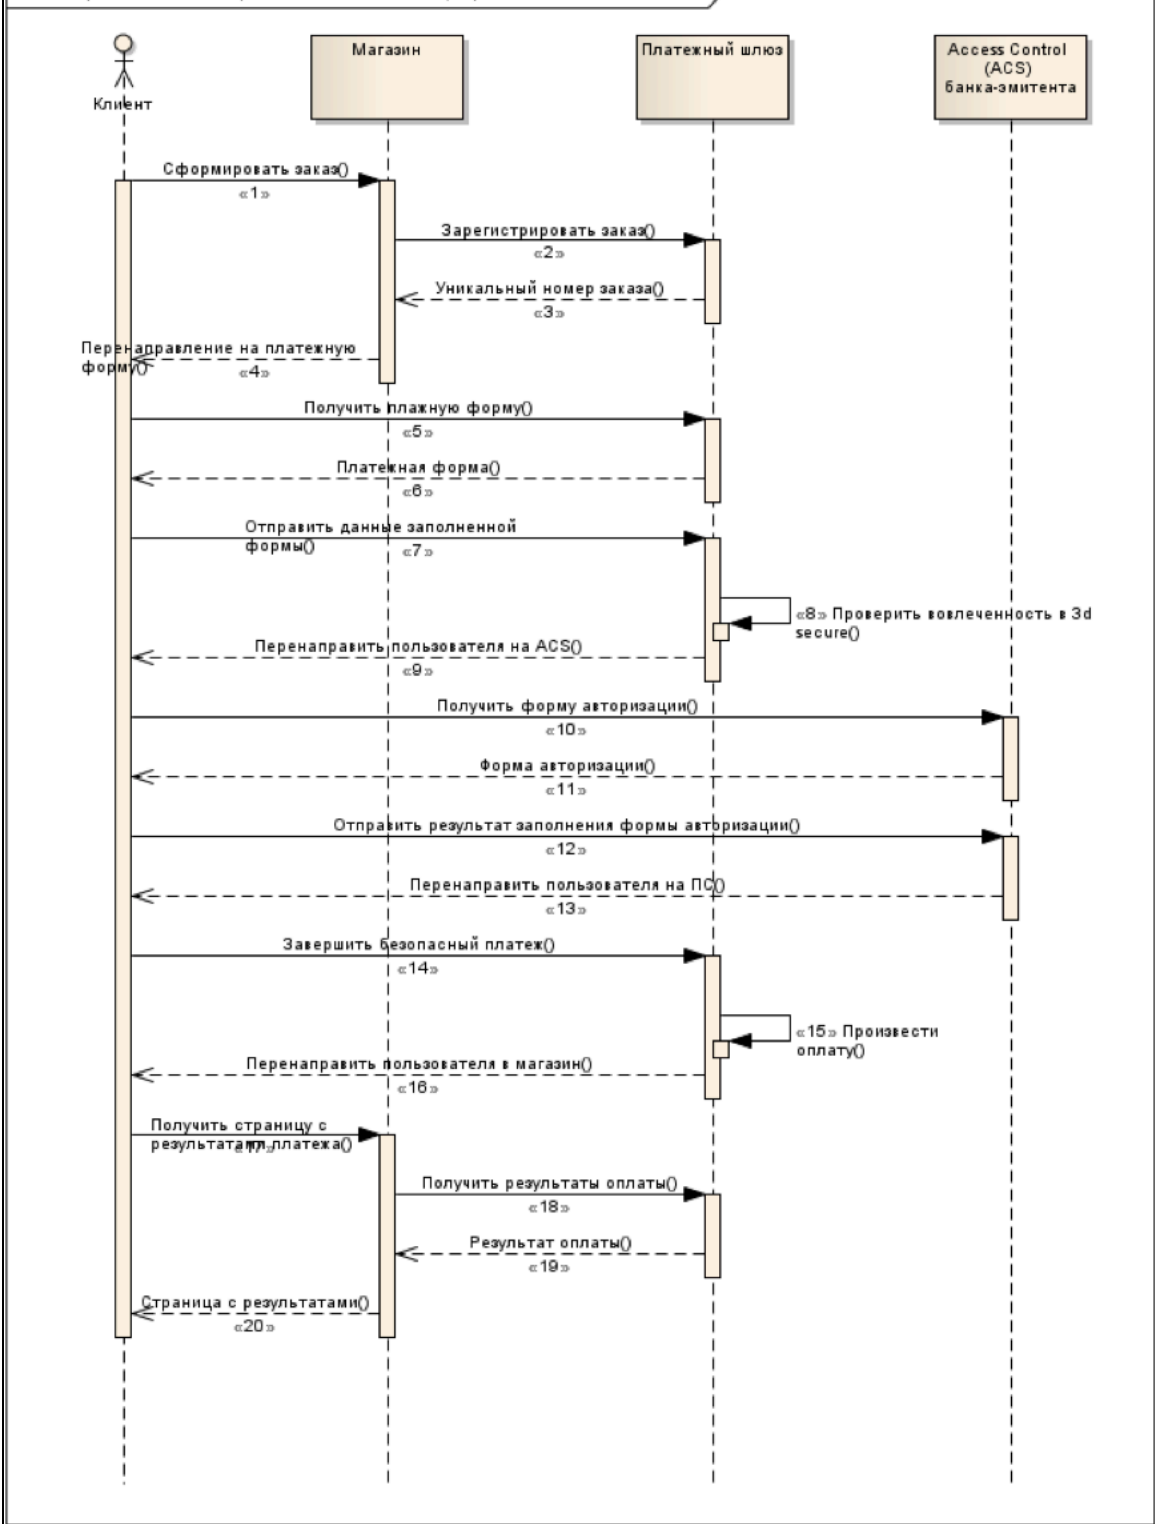 Клиент
Магазин
Платежный шлюз
Access Control
(ACS)
банка-эмитента
Сформировать заказ()
«1»
Зарегистрировать заказ()
«2»
Уникальный номер заказа()
«3»
Перенаправление на платежную
форму()
«4»
Получить плажную форму()
«5»
Платежная форма()
«6»
Отправить данные заполненной
формы()
«7»
«8» Проверить вовлеченность в 3d
secure()
Перенаправить пользователя на ACS()
«9»
Получить форму авторизации()
«10»
Форма авторизации()
«11»
Отправить результат заполнения формы авторизации()
«12»
Перенаправить пользователя на ПС()
«13»
Завершить безопасный платеж()
«14»
«15» Произвести
оплату()
Перенаправить пользователя в магазин()
«16»
Получить страницу с
результатами платежа()
«17»
Получить результаты оплаты()
«18»
Результат оплаты()
«19»
Страница с результатами()
«20»